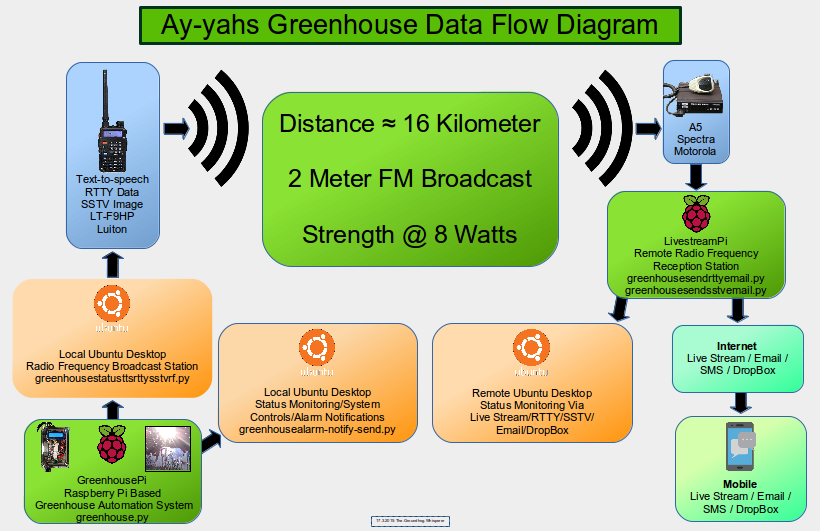 Ay-yahs Greenhouse Data Flow Diagram
Text-to-speech
RTTY Data
SSTV Image
LT-F9HP
Luiton
Distance ≈ 16 Kilometer
2 Meter FM Broadcast
Strength @ 8 Watts
A5
Spectra
Motorola
LivestreamPi
Remote Radio Frequency
Reception Station
greenhousesendrttyemail.py
greenhousesendsstvemail.py
ubuntu
Local Ubuntu Desktop
Radio Frequency Broadcast Station
greenhousestatusttsrttysstvrf.py
ubuntu
Local Ubuntu Desktop
Status Monitoring/System
Controls/Alarm Notifications
greenhousealarm-notify-send.py
ubuntu
Remote Ubuntu Desktop
Status Monitoring Via
Live Stream/RTTY/SSTV/
Email/DropBox
Internet
Live Stream / Email /
SMS / DropBox
GreenhousePi
Raspberry Pi Based
Greenhouse Automation System
greenhouse.py
Mobile
Live Stream / Email /
SMS / DropBox